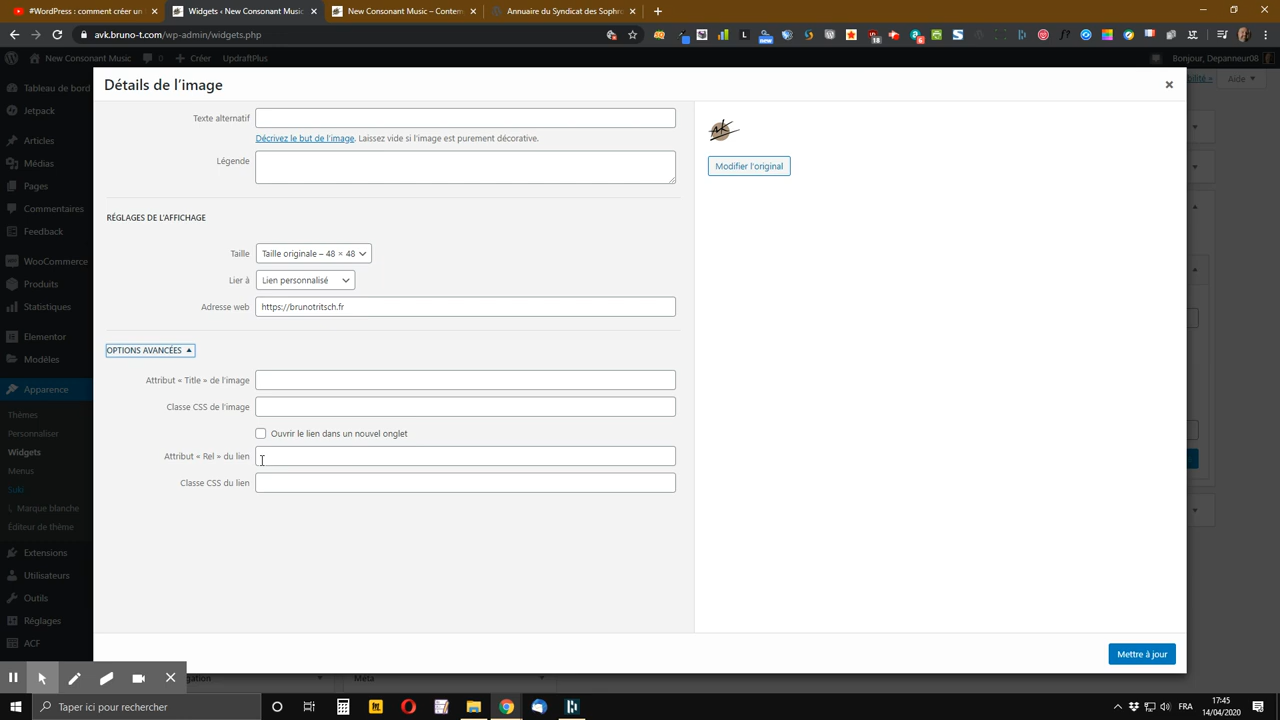 #WordPress : comment créer un
Widgets ‹ New Consonant Music
New Consonant Music – Contem
Annuaire du Syndicat des Sophro
avk.bruno-t.com/wp-admin/widgets.php
New Consonant Music
0
Créer
UpdraftPlus
Bonjour, Depanneur08
Aide
Tableau de bord
Jetpack
Articles
Médias
Pages
Commentaires
Feedback
WooCommerce
Produits
Statistiques
Elementor
Modèles
Apparence
Thèmes
Personnaliser
Widgets
Menus
Suki
Marque blanche
Éditeur de thème
Extensions
Utilisateurs
Outils
Réglages
ACF
Détails de l’image
Texte alternatif
Décrivez le but de l’image. Laissez vide si l’image est purement décorative.
Légende
RÉGLAGES DE L’AFFICHAGE
Taille
Taille originale – 48 × 48
Lier à
Lien personnalisé
Adresse web
https://brunotritsch.fr
OPTIONS AVANCÉES
Attribut « Title » de l’image
Classe CSS de l’image
Ouvrir le lien dans un nouvel onglet
Attribut « Rel » du lien
Classe CSS du lien
Modifier l’original
Mettre à jour
Méta
Taper ici pour rechercher
FRA
17:45
14/04/2020